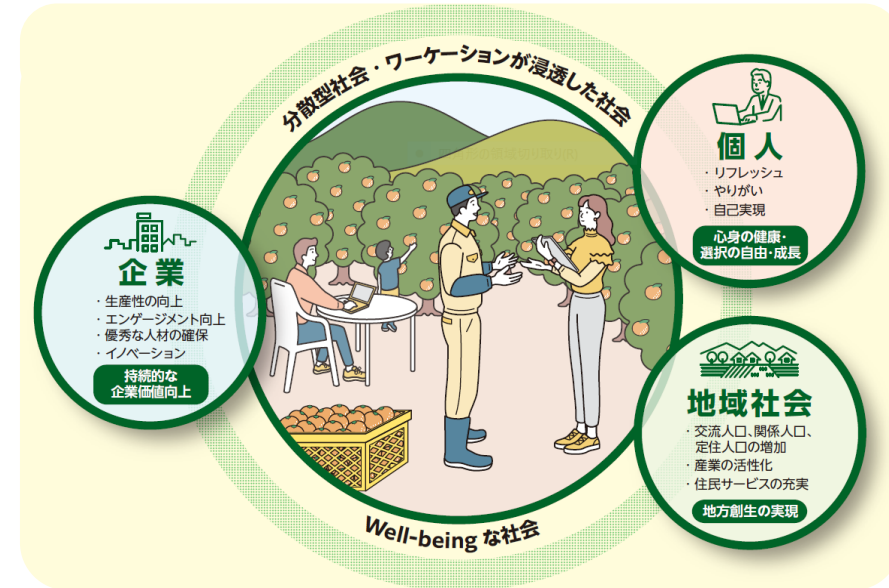 分散型社会・ワーケーションが浸透した社会
個人
・リフレッシュ
・やりがい
・自己実現
心身の健康・
選択の自由・成長
企業
・生産性の向上
・エンゲージメント向上
・優秀な人材の確保
・イノベーション
持続的な
企業価値向上
地域社会
・交流人口、関係人口、
定住人口の増加
・産業の活性化
・住民サービスの充実
地方創生の実現
Well-being な社会